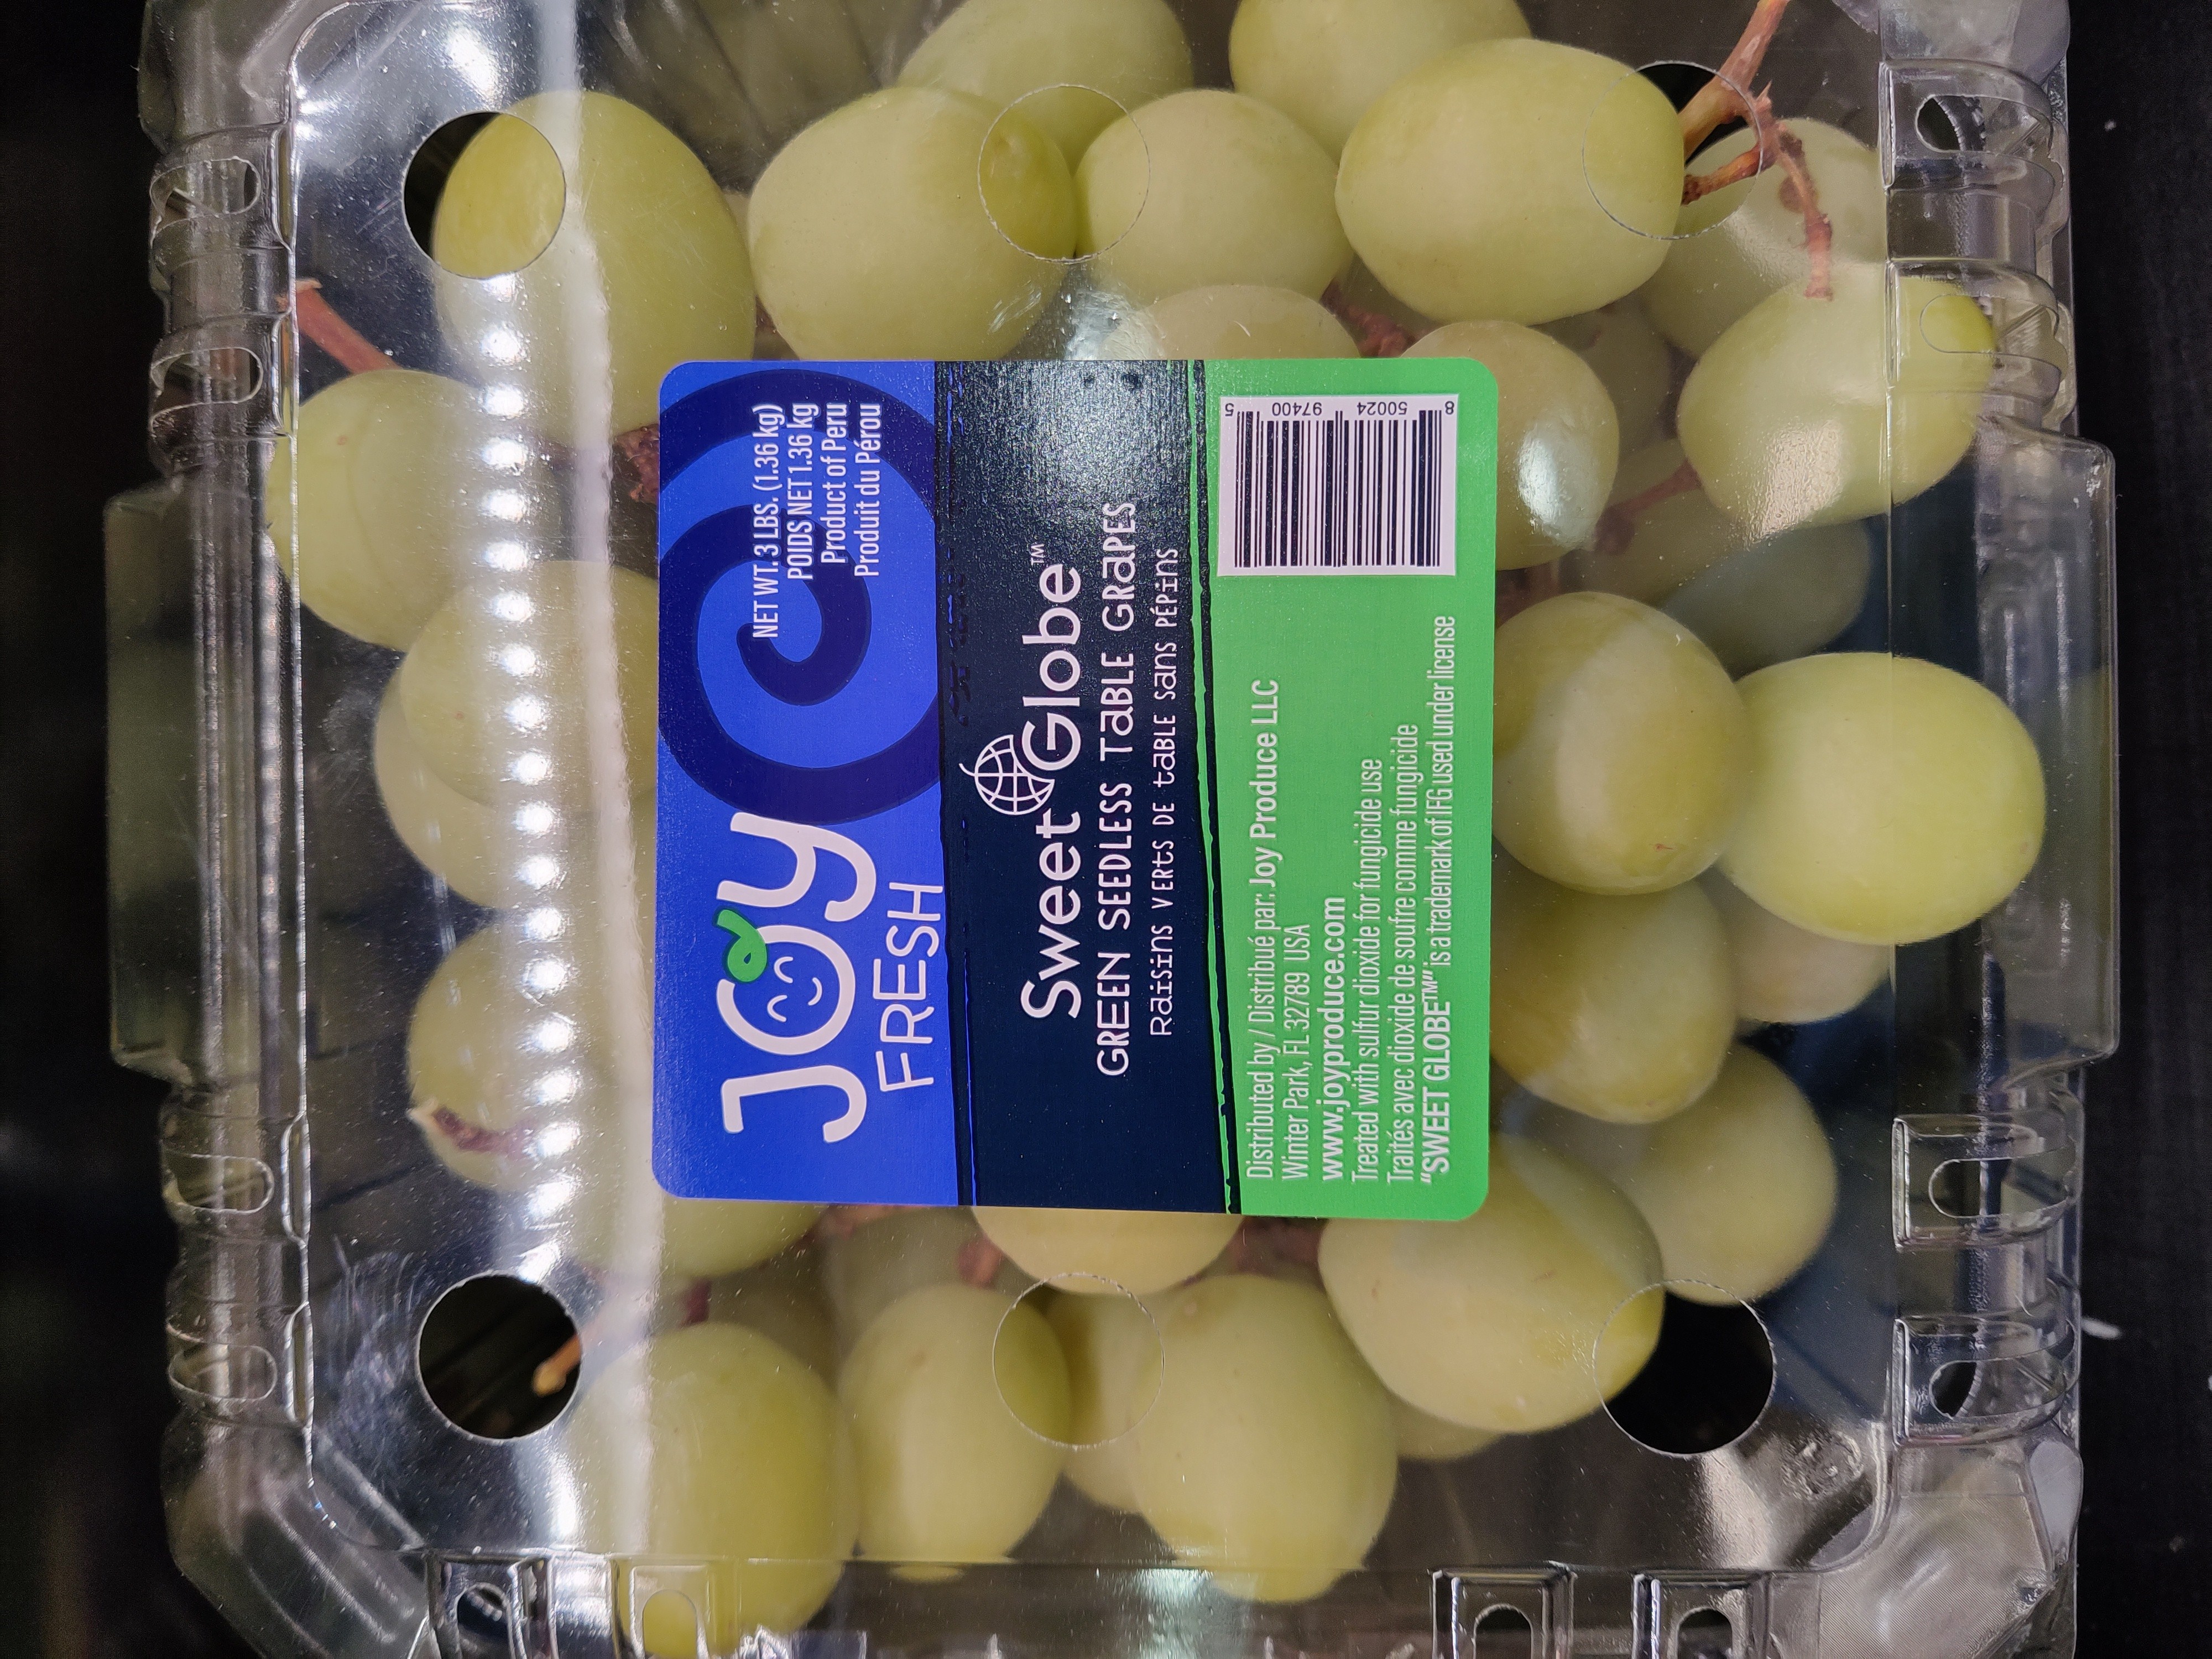 JOY
FRESH
NET WT. 3 LBS. (1.36 kg)
POIDS NET 1.36 kg
Product of Peru
Produit du Pérou
Sweet Globe™
GREEN SEEDLESS TABLE GRAPES
Raisins VERts DE table sans PÉPins
Distributed by / Distribué par: Joy Produce LLC
Winter Park, FL 32789 USA
www.joyproduce.com
Treated with sulfur dioxide for fungicide use
Traités avec dioxide de soufre comme fungicide
"SWEET GLOBE™" is a trademark of IFG used under license
8 50024 97400 5